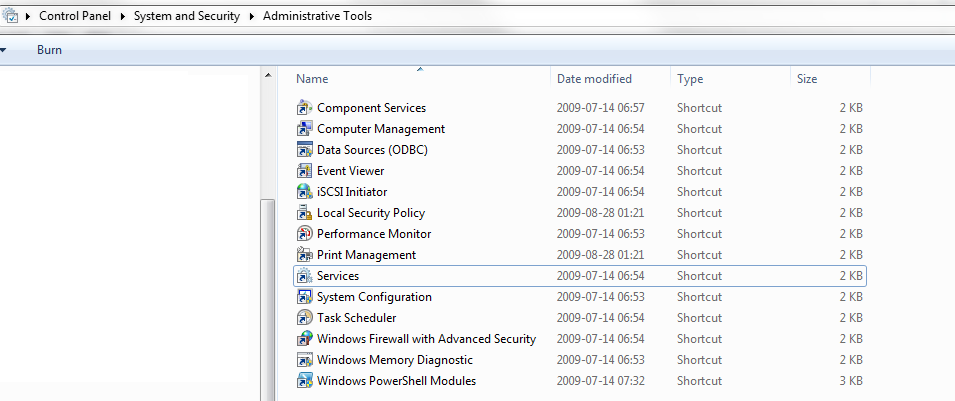 Control Panel System and Security Administrative Tools
Burn
Name Date modified Type Size
Component Services 2009-07-14 06:57 Shortcut 2 KB
Computer Management 2009-07-14 06:54 Shortcut 2 KB
Data Sources (ODBC) 2009-07-14 06:53 Shortcut 2 KB
Event Viewer 2009-07-14 06:54 Shortcut 2 KB
iSCSI Initiator 2009-07-14 06:54 Shortcut 2 KB
Local Security Policy 2009-08-28 01:21 Shortcut 2 KB
Performance Monitor 2009-07-14 06:53 Shortcut 2 KB
Print Management 2009-08-28 01:21 Shortcut 2 KB
Services 2009-07-14 06:54 Shortcut 2 KB
System Configuration 2009-07-14 06:53 Shortcut 2 KB
Task Scheduler 2009-07-14 06:54 Shortcut 2 KB
Windows Firewall with Advanced Security 2009-07-14 06:54 Shortcut 2 KB
Windows Memory Diagnostic 2009-07-14 06:53 Shortcut 2 KB
Windows PowerShell Modules 2009-07-14 07:32 Shortcut 3 KB